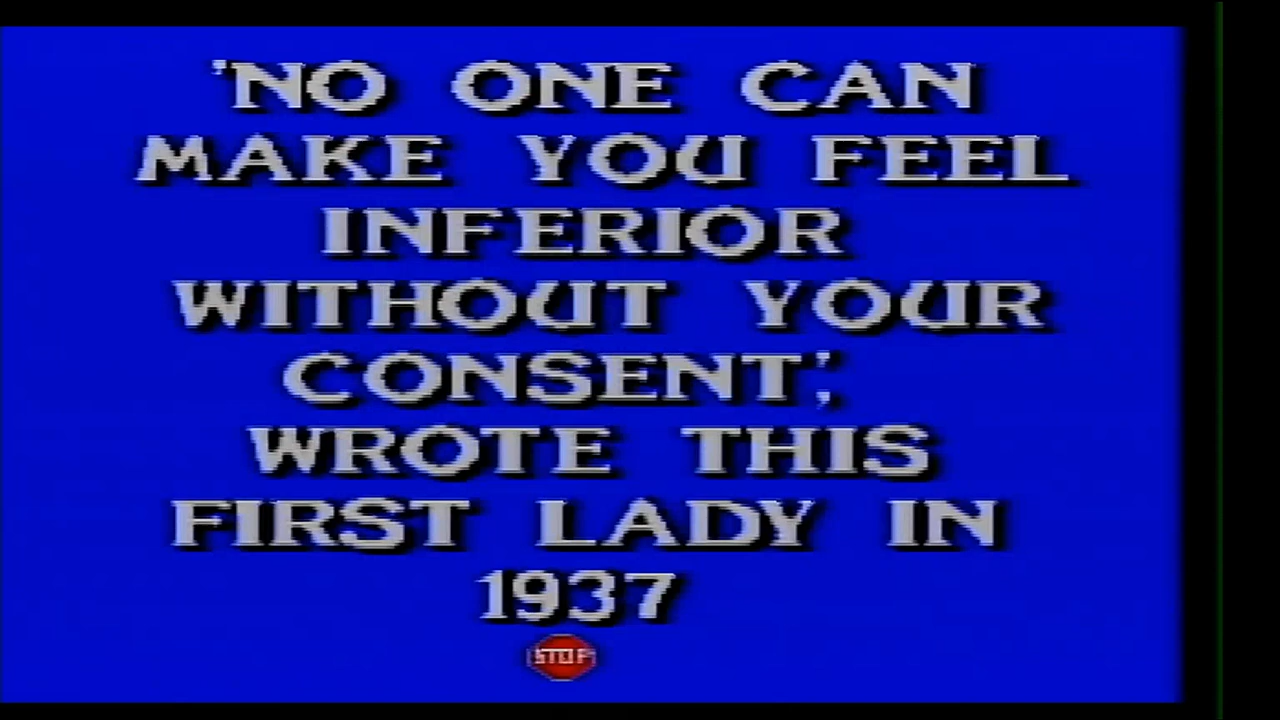 'NO ONE CAN
MAKE YOU FEEL
INFERIOR
WITHOUT YOUR
CONSENT,'
WROTE THIS
FIRST LADY IN
1937
STOP